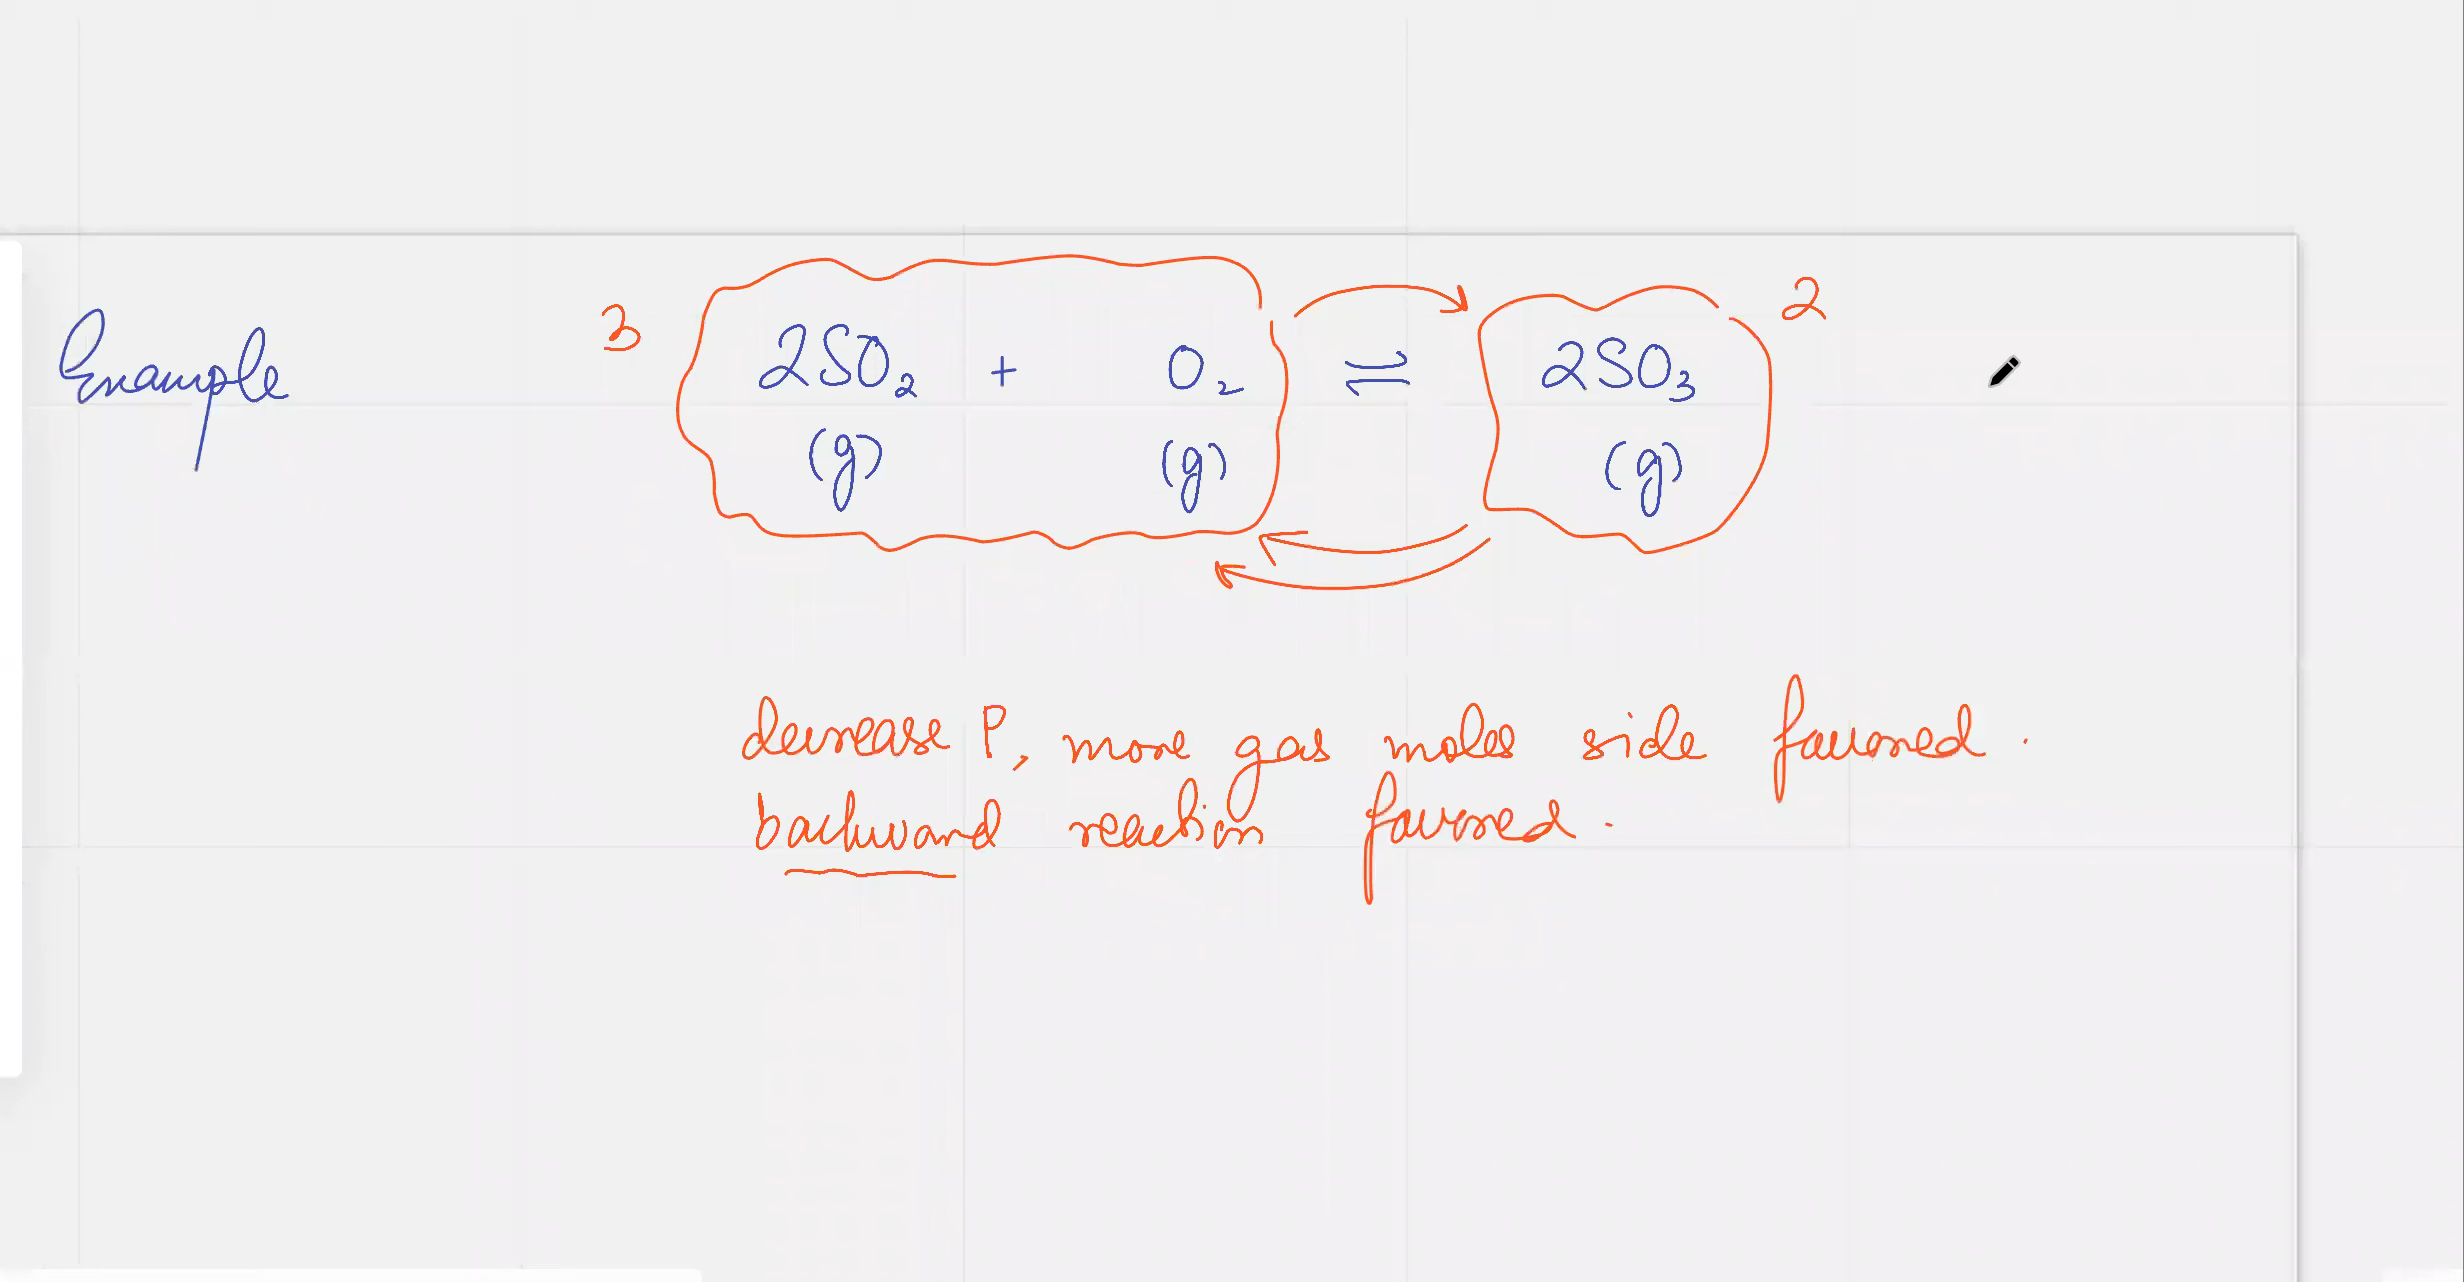 Example 3 2SO₂ + O₂ ⇌ 2SO₃ 2
(g) (g) (g)
decrease P, more gas moles side favored.
backward reaction favored.